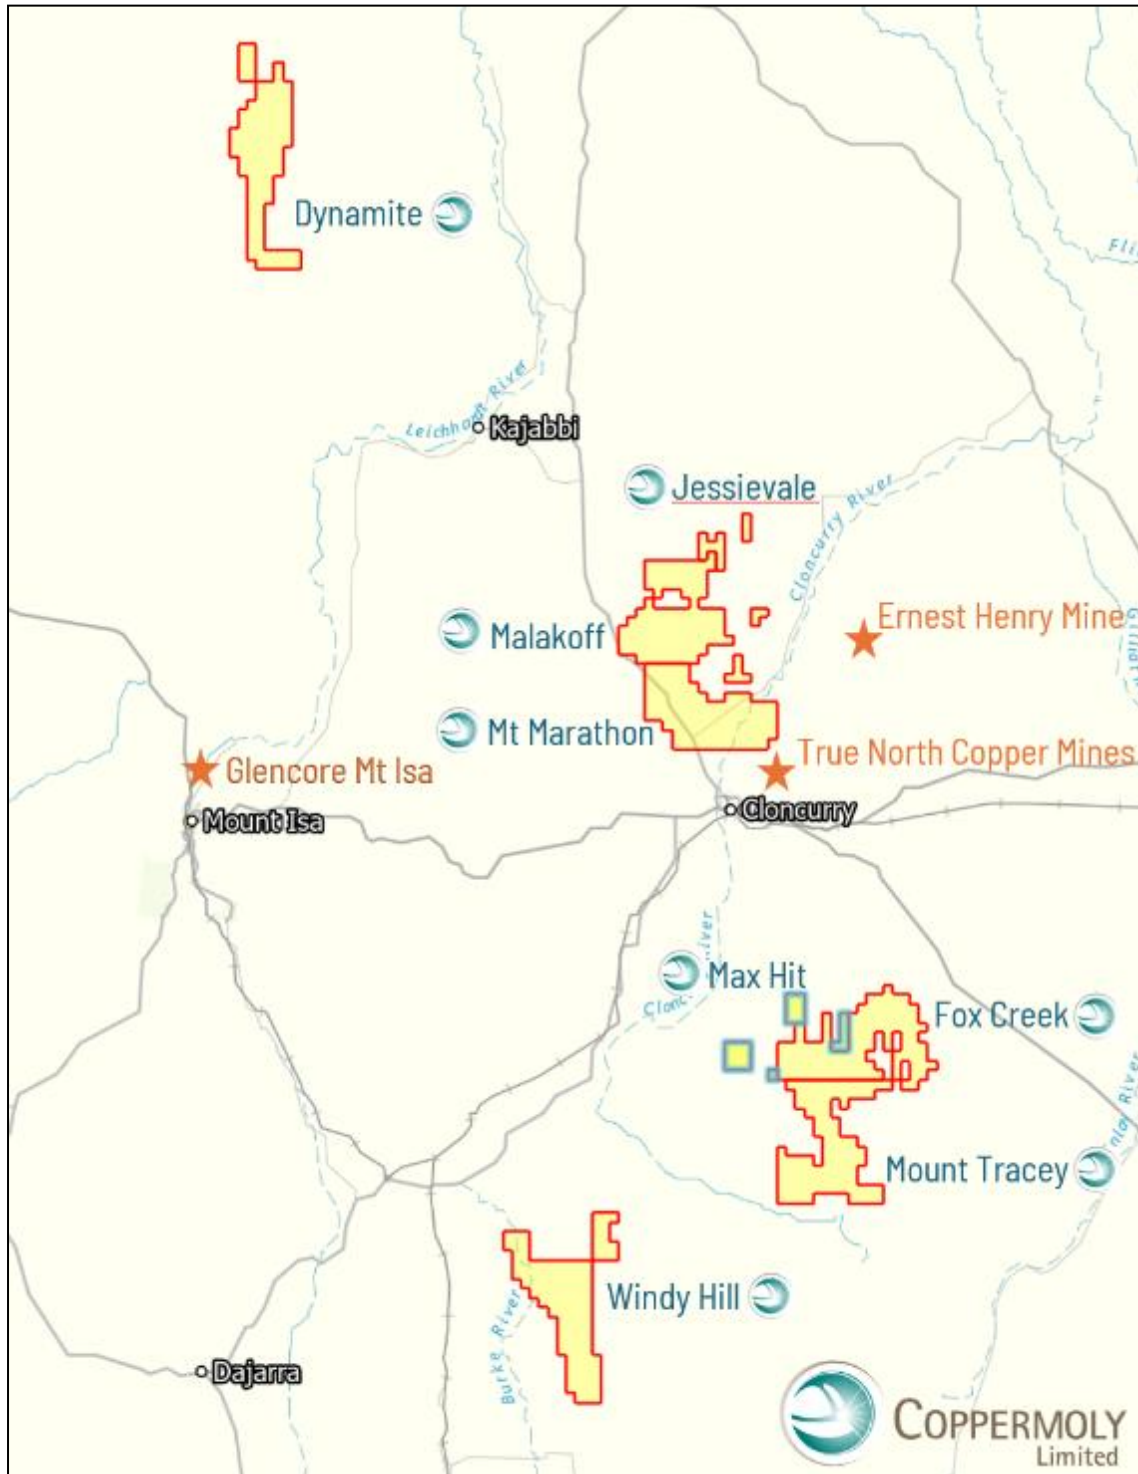 Dynamite
Fli
Leichhardt River
Kajabbi
Jessievale
Cloncurry River
Ernest Henry Mine
Malakoff
Mt Marathon
True North Copper Mines
Glencore Mt Isa
Mount Isa
Cloncurry
Max Hit
Fox Creek
Mount Tracey
Windy Hill
Burke River
Dajarra
COPPERMOLY
Limited